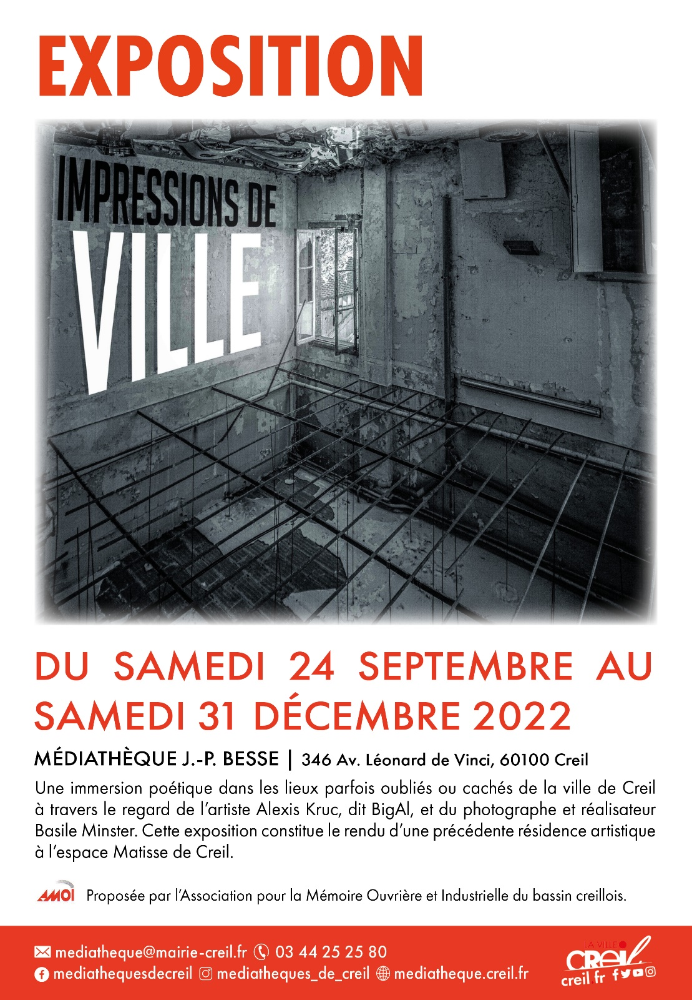 EXPOSITION
IMPRESSIONS DE
VILLE
DU SAMEDI 24 SEPTEMBRE AU
SAMEDI 31 DÉCEMBRE 2022
MÉDIATHÈQUE J.-P. BESSE | 346 Av. Léonard de Vinci, 60100 Creil
Une immersion poétique dans les lieux parfois oubliés ou cachés de la ville de Creil
à travers le regard de l'artiste Alexis Kruc, dit BigAl, et du photographe et réalisateur
Basile Minster. Cette exposition constitue le rendu d'une précédente résidence artistique
à l'espace Matisse de Creil.
AMOI Proposée par l'Association pour la Mémoire Ouvrière et Industrielle du bassin creillois.
mediatheque@mairie-creil.fr 03 44 25 25 80
mediathequesdecreil mediatheques_de_creil mediatheque.creil.fr
LA VILLE
CREIL
creil.fr